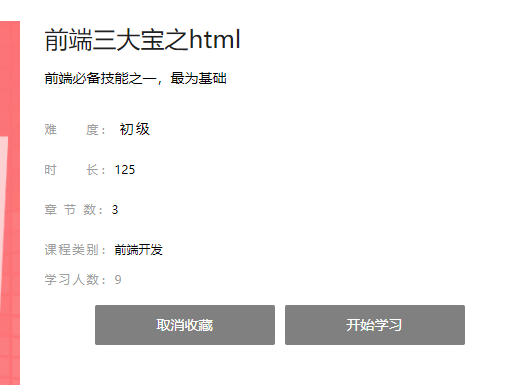 前端三大宝之html
前端必备技能之一，最为基础
难 度： 初级
时 长：125
章 节 数：3
课程类别：前端开发
学习人数：9
取消收藏 开始学习